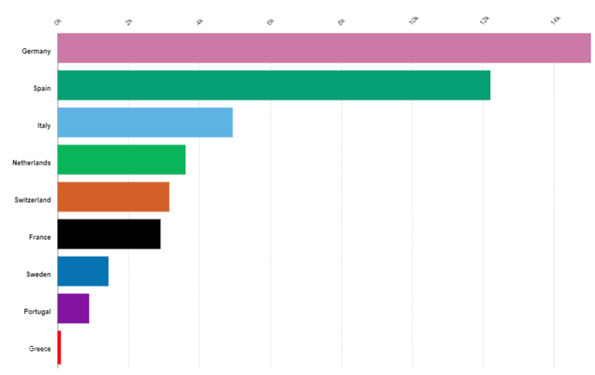 0k 2k 4k 6k 8k 10k 12k 14k
Germany
Spain
Italy
Netherlands
Switzerland
France
Sweden
Portugal
Greece